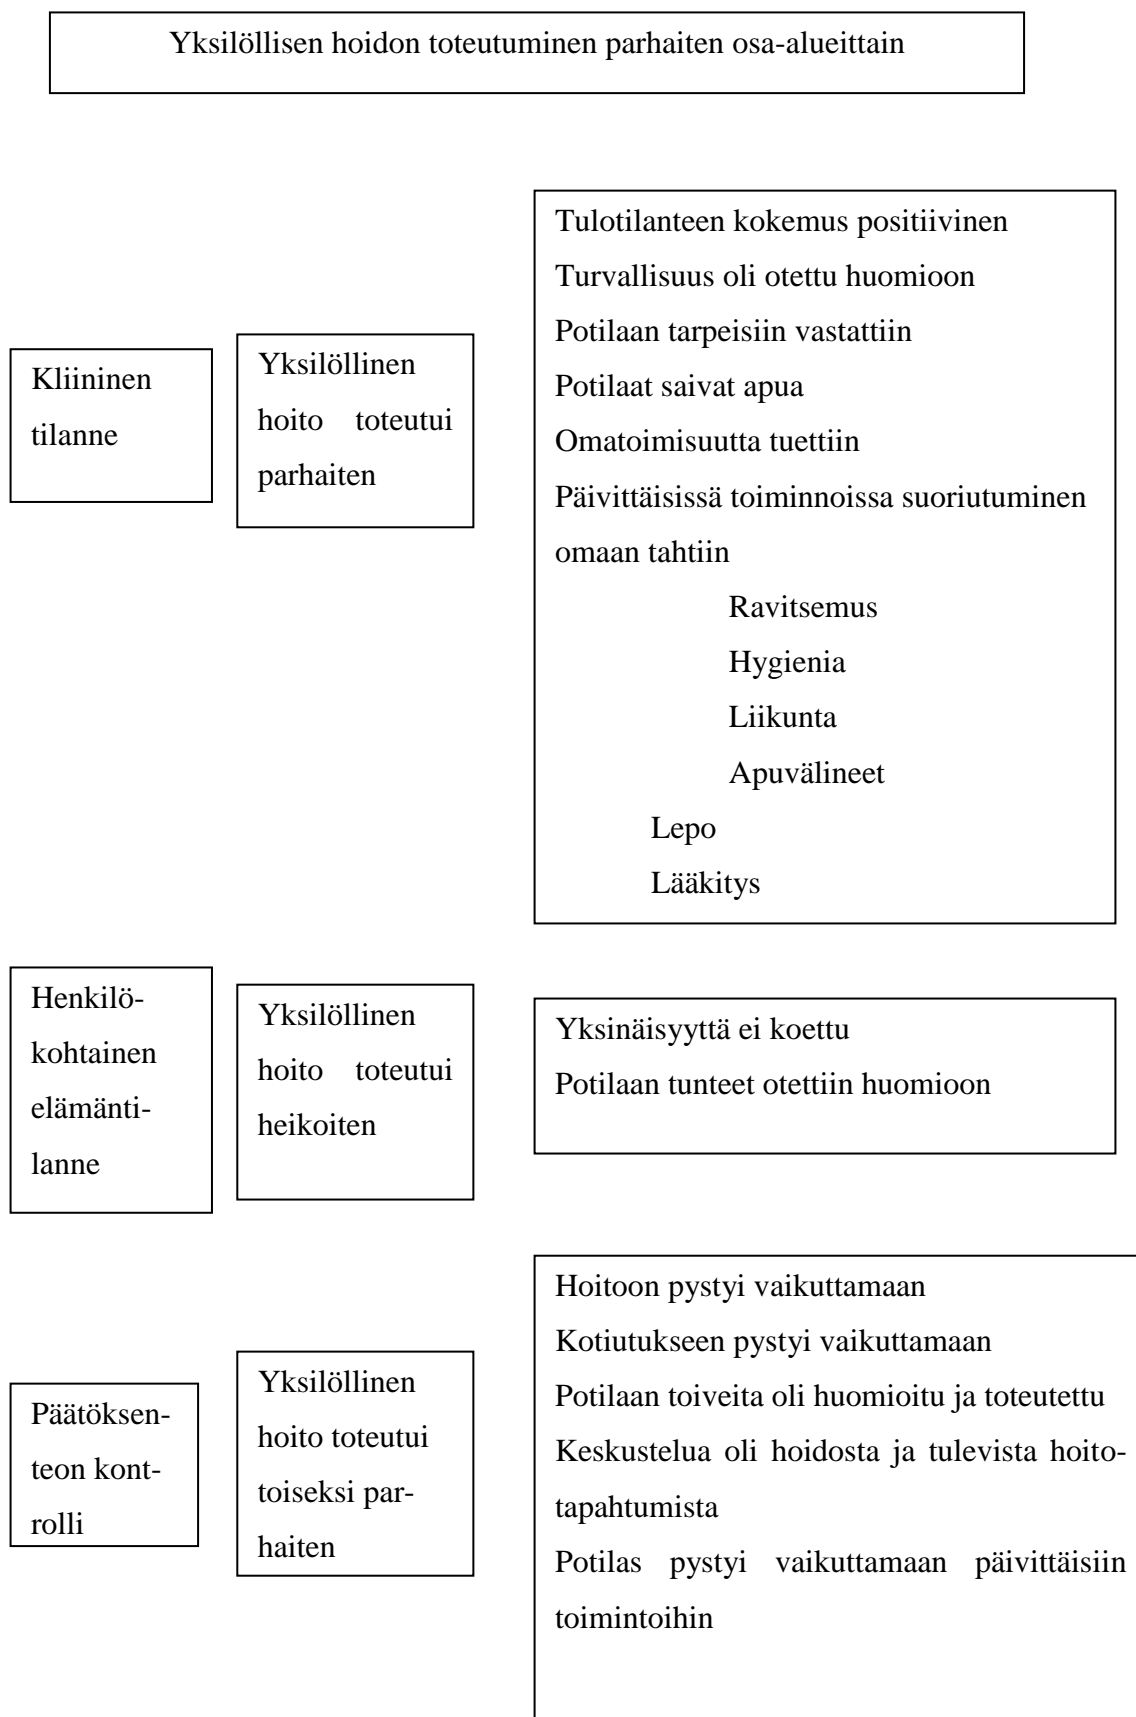 Yksilöllisen hoidon toteutuminen parhaiten osa-alueittain
Kliininen
tilanne
Yksilöllinen
hoito toteutui
parhaiten
Tulotilanteen kokemus positiivinen
Turvallisuus oli otettu huomioon
Potilaan tarpeisiin vastattiin
Potilaat saivat apua
Omatoimisuutta tuettiin
Päivittäisissä toiminnoissa suoriutuminen
omaan tahtiin
Ravitsemus
Hygienia
Liikunta
Apuvälineet
Lepo
Lääkitys
Henkilö-
kohtainen
elämänti-
lanne
Yksilöllinen
hoito toteutui
heikoiten
Yksinäisyyttä ei koettu
Potilaan tunteet otettiin huomioon
Päätöksen-
teon kont-
rolli
Yksilöllinen
hoito toteutui
toiseksi par-
haiten
Hoitoon pystyi vaikuttamaan
Kotiutukseen pystyi vaikuttamaan
Potilaan toiveita oli huomioitu ja toteutettu
Keskustelua oli hoidosta ja tulevista hoito-
tapahtumista
Potilas pystyi vaikuttamaan päivittäisiin
toimintoihin